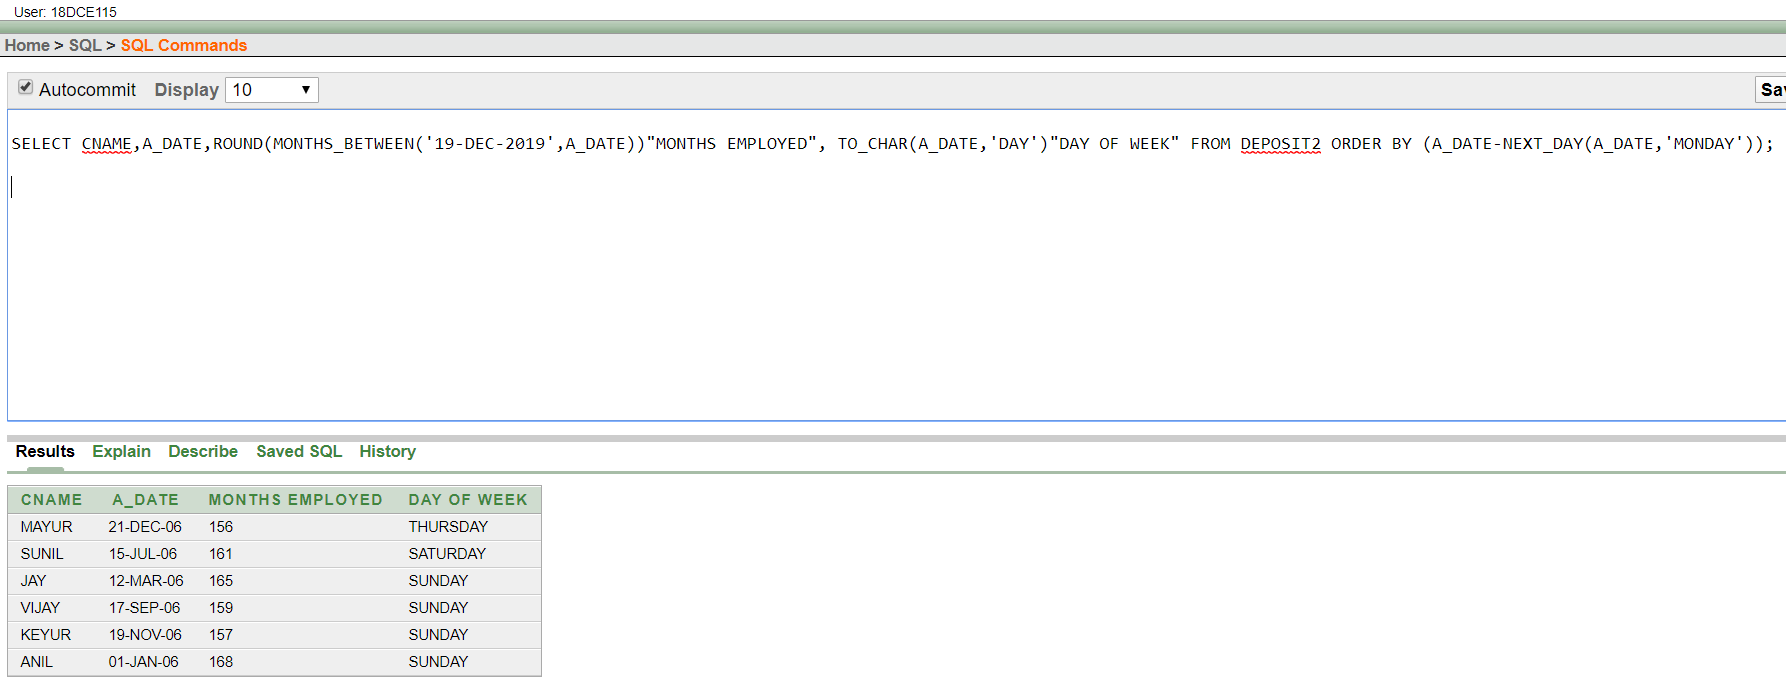 User: 18DCE115
Home > SQL > SQL Commands
Autocommit Display 10
SELECT CNAME,A_DATE,ROUND(MONTHS_BETWEEN('19-DEC-2019',A_DATE))"MONTHS EMPLOYED", TO_CHAR(A_DATE,'DAY')"DAY OF WEEK" FROM DEPOSIT2 ORDER BY (A_DATE-NEXT_DAY(A_DATE,'MONDAY'));
Results Explain Describe Saved SQL History
CNAME A_DATE MONTHS EMPLOYED DAY OF WEEK
MAYUR 21-DEC-06 156 THURSDAY
SUNIL 15-JUL-06 161 SATURDAY
JAY 12-MAR-06 165 SUNDAY
VIJAY 17-SEP-06 159 SUNDAY
KEYUR 19-NOV-06 157 SUNDAY
ANIL 01-JAN-06 168 SUNDAY